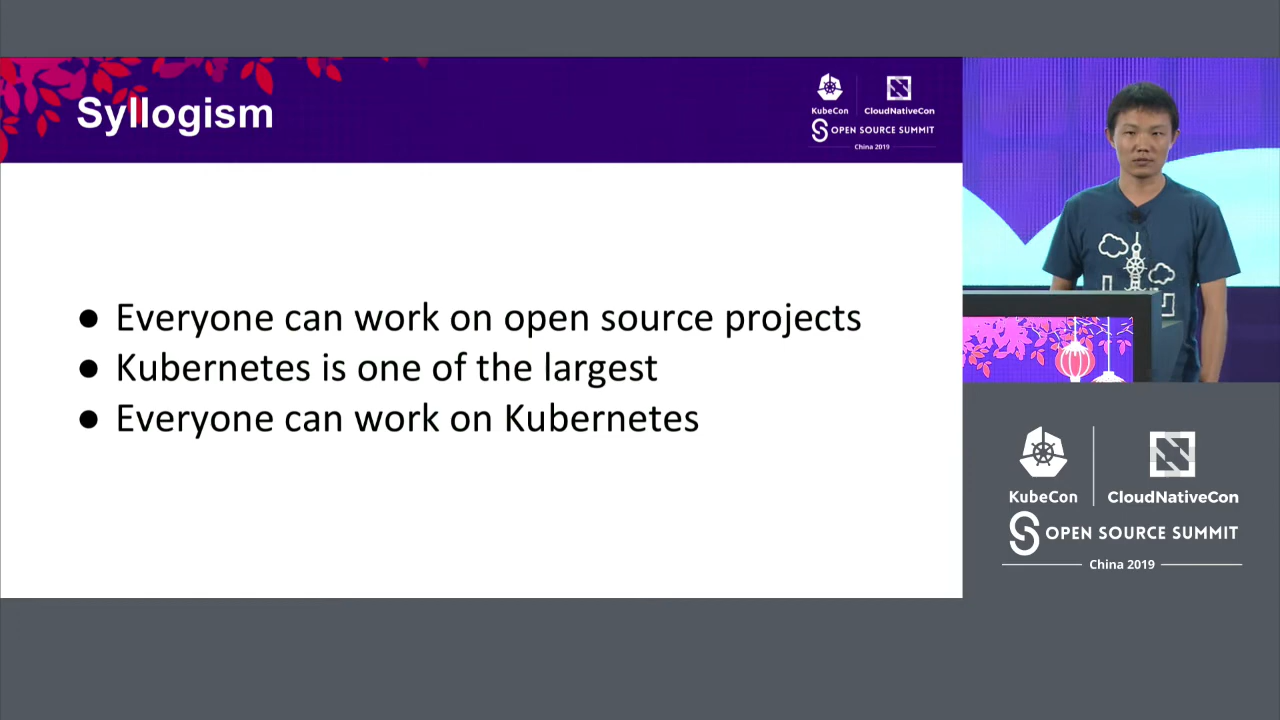 Syllogism
KubeCon
CloudNativeCon
OPEN SOURCE SUMMIT
China 2019
● Everyone can work on open source projects
● Kubernetes is one of the largest
● Everyone can work on Kubernetes
KubeCon
CloudNativeCon
OPEN SOURCE SUMMIT
China 2019